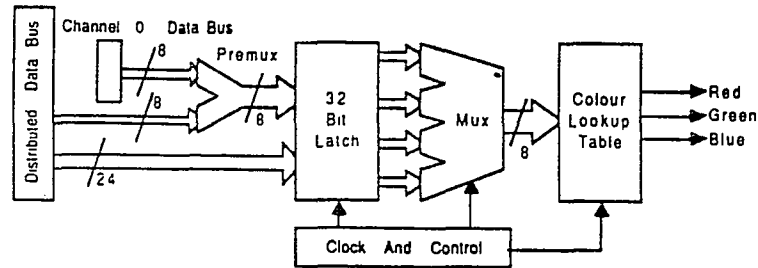 Channel 0 Data Bus
Distributed Data Bus
8
Premux
8
8
24
32
Bit
Latch
Mux
8
Colour
Lookup
Table
Red
Green
Blue
Clock And Control